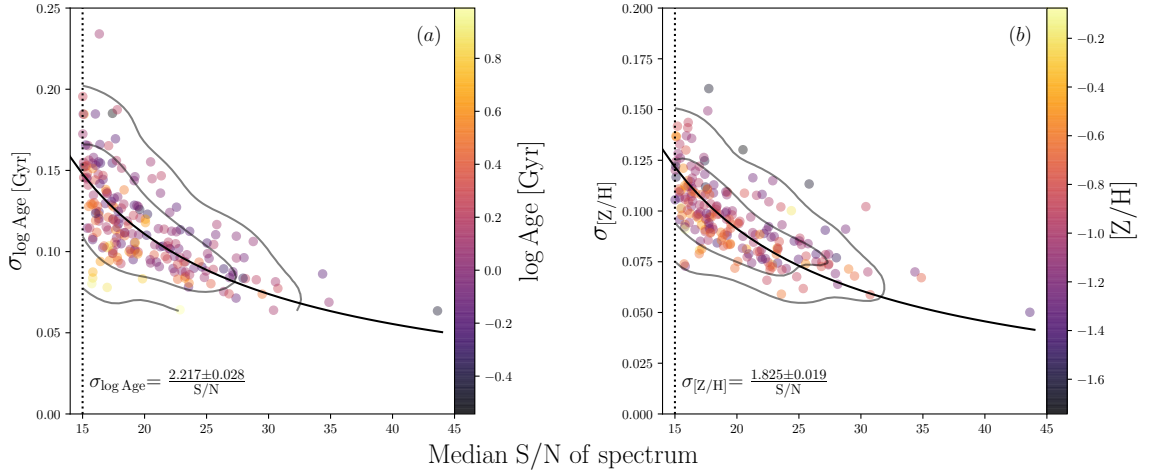 (a)
0.25
0.20
0.15
0.10
0.05
0.00
σlog Age [Gyr]
15 20 25 30 35 40 45
σlog Age= 2.217±0.028 / S/N
0.8
0.6
0.4
0.2
0.0
−0.2
−0.4
log Age [Gyr]
(b)
0.200
0.175
0.150
0.125
0.100
0.075
0.050
0.025
0.000
σ[Z/H]
15 20 25 30 35 40 45
σ[Z/H]= 1.825±0.019 / S/N
−0.2
−0.4
−0.6
−0.8
−1.0
−1.2
−1.4
−1.6
[Z/H]
Median S/N of spectrum